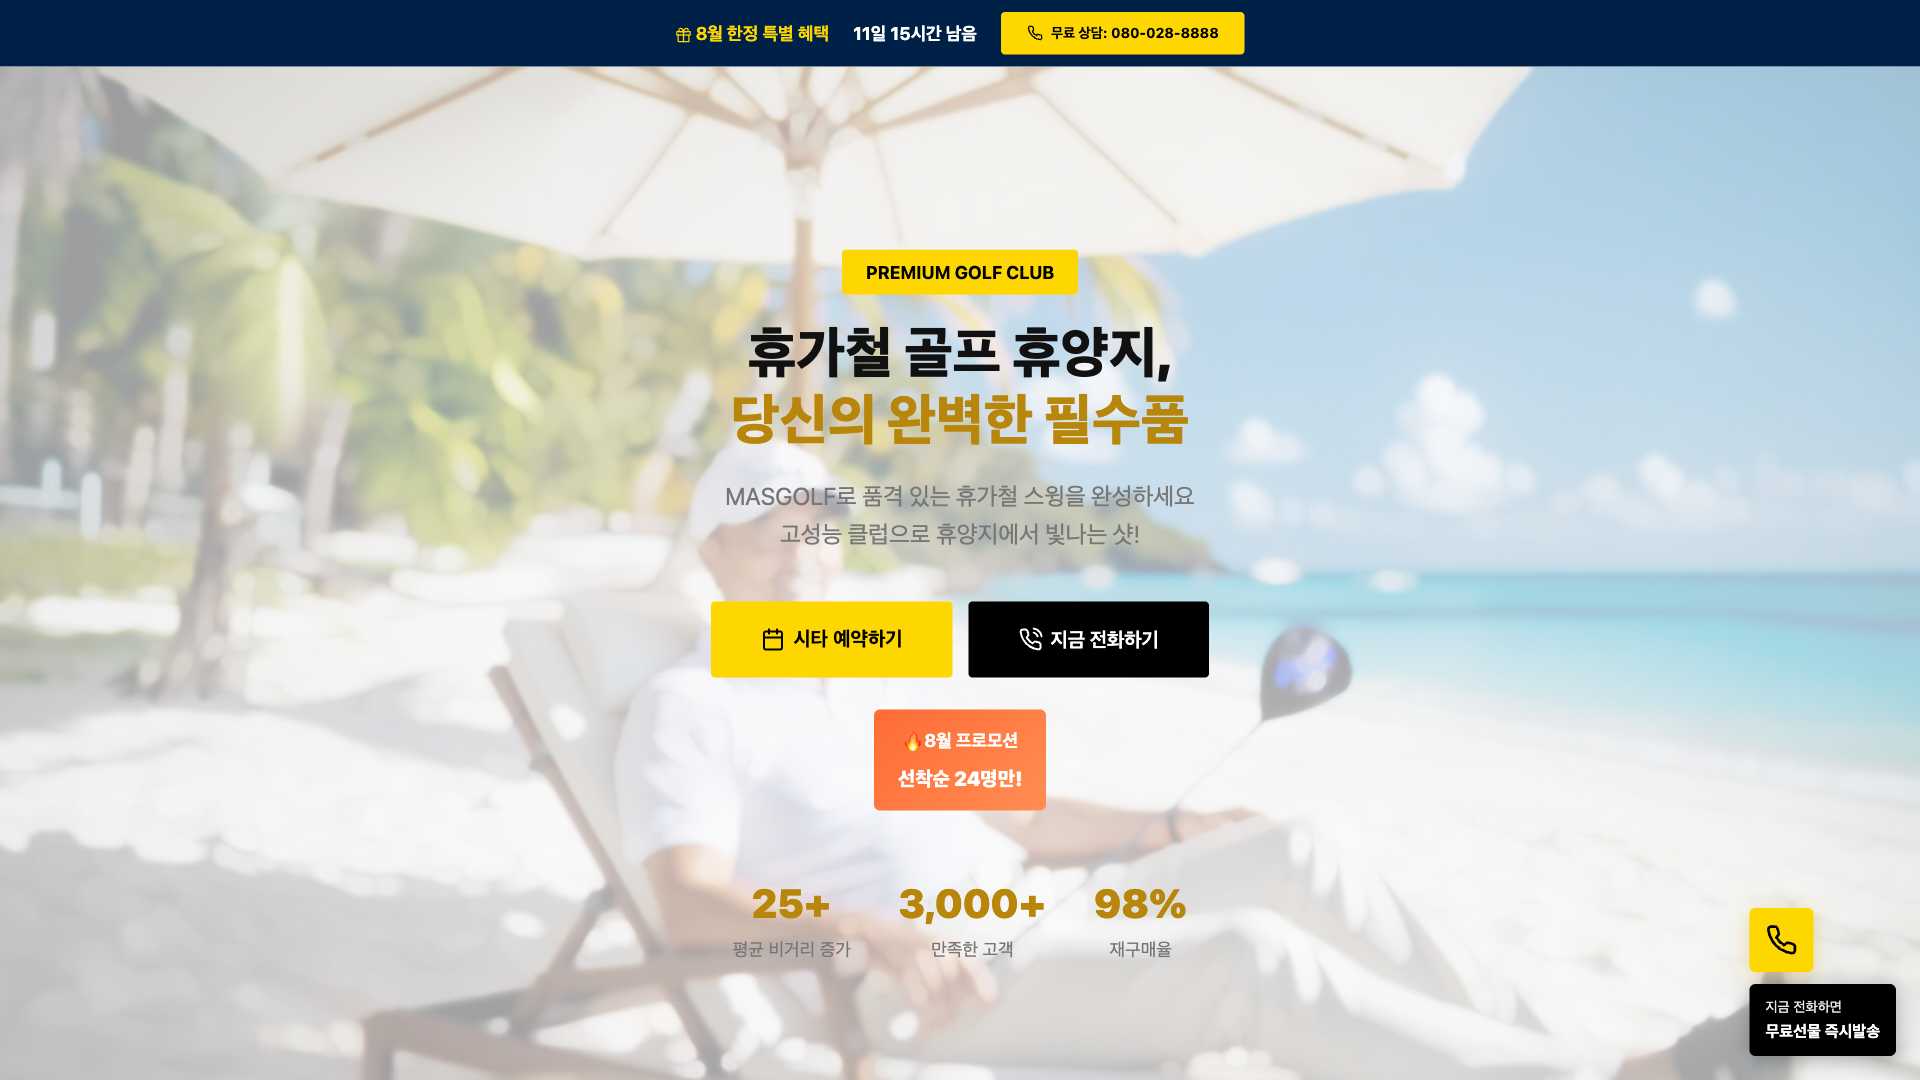 8월 한정 특별 혜택
11일 15시간 남음
무료 상담: 080-028-8888
PREMIUM GOLF CLUB
휴가철 골프 휴양지,
당신의 완벽한 필수품
MASGOLF로 품격 있는 휴가철 스윙을 완성하세요
고성능 클럽으로 휴양지에서 빛나는 샷!
시타 예약하기
지금 전화하기
🔥8월 프로모션
선착순 24명만!
25+
평균 비거리 증가
3,000+
만족한 고객
98%
재구매율
지금 전화하면
무료선물 즉시발송